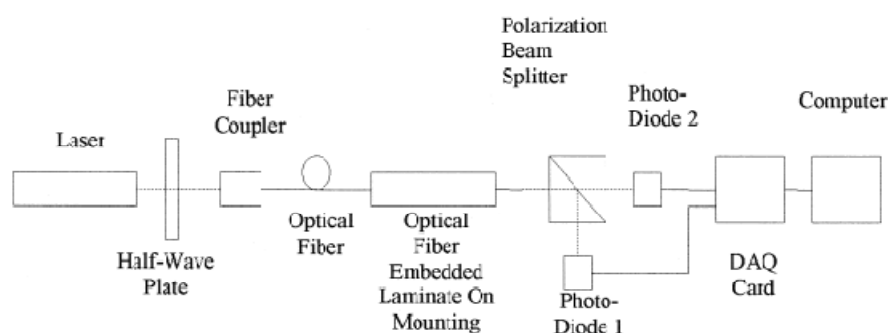 Polarization
Beam
Splitter
Photo-
Diode 2
Computer
Fiber
Coupler
Laser
Optical
Fiber
Optical
Fiber
Embedded
Laminate On
Mounting
Half-Wave
Plate
DAQ
Card
Photo-
Diode 1